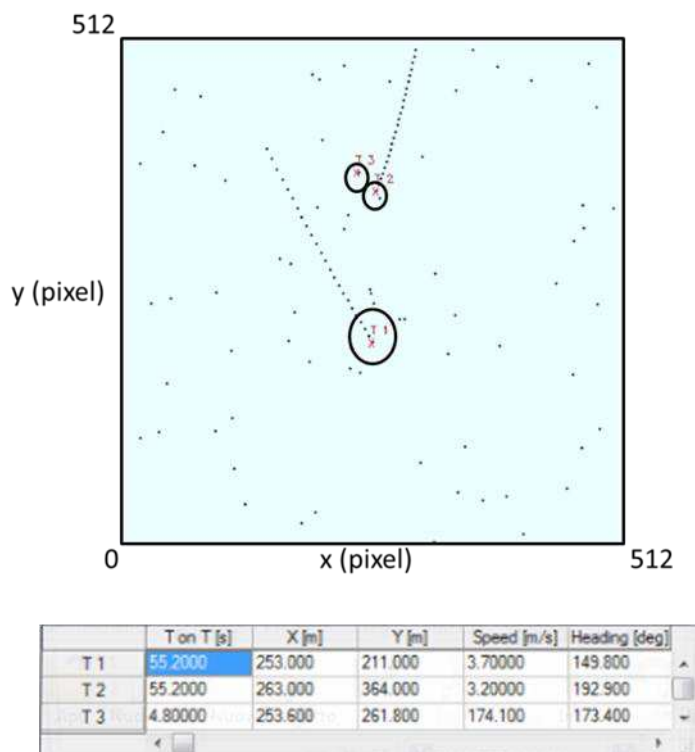 512
T 3
T 2
y (pixel)
T 1
0
x (pixel)
512
T on T [s] X [m] Y [m] Speed [m/s] Heading [deg]
T 1 55.2000 253.000 211.000 3.70000 149.800
T 2 55.2000 263.000 364.000 3.20000 192.900
T 3 4.80000 253.600 261.800 174.100 173.400